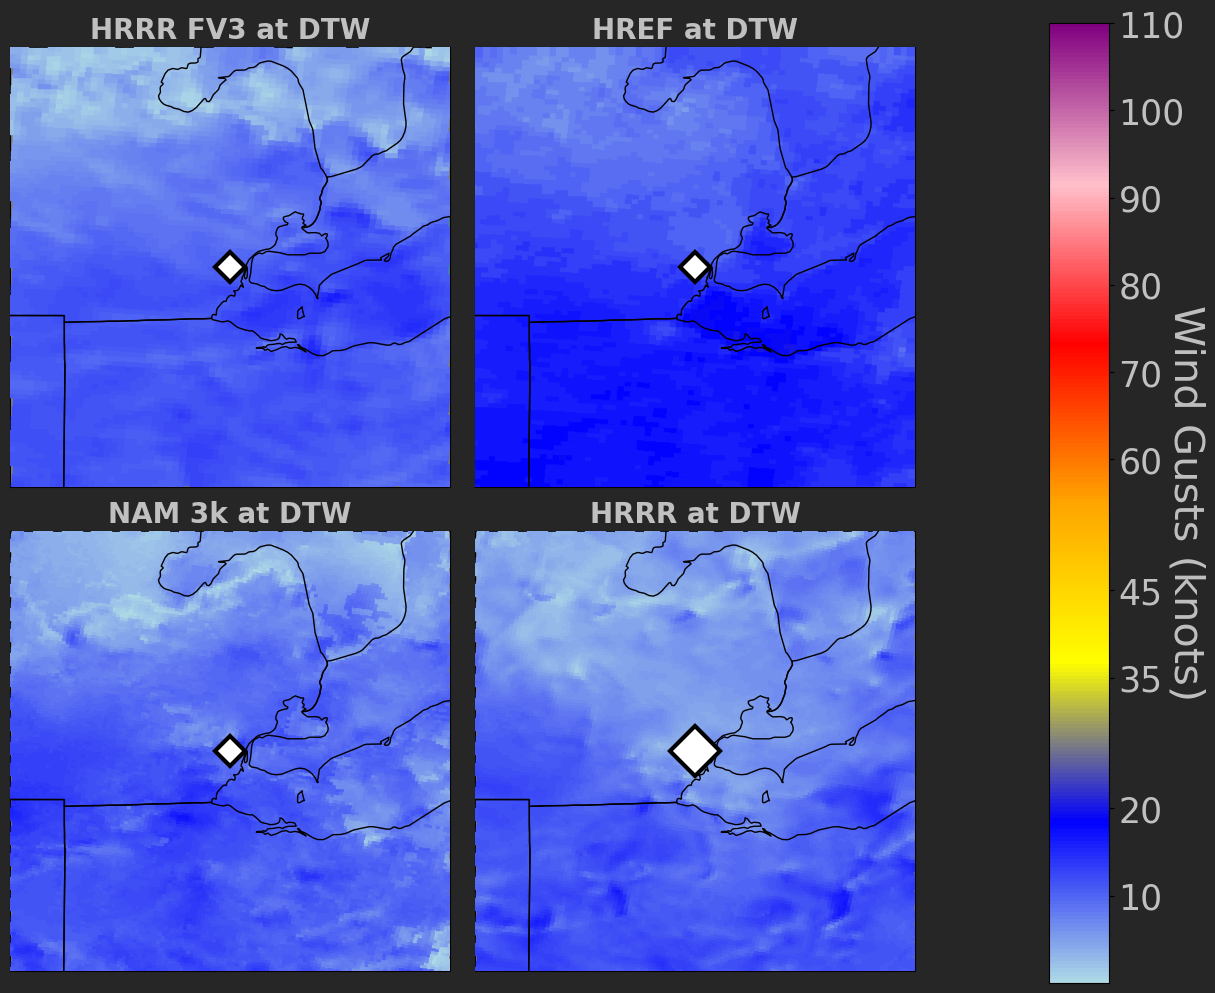 HRRR FV3 at DTW
HREF at DTW
NAM 3k at DTW
HRRR at DTW
110
100
90
80
70
60
45
35
20
10
Wind Gusts (knots)